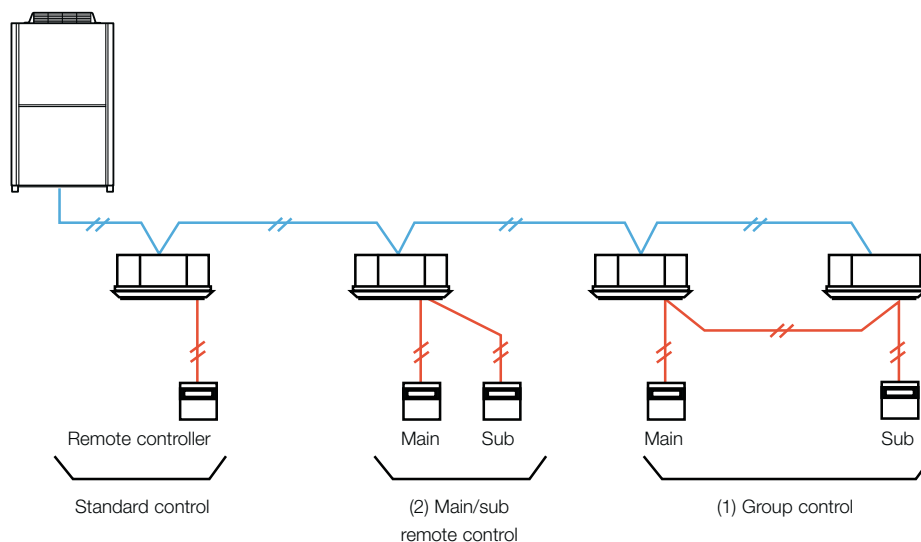 Remote controller
Main
Sub
Main
Sub
Standard control
(2) Main/sub
remote control
(1) Group control